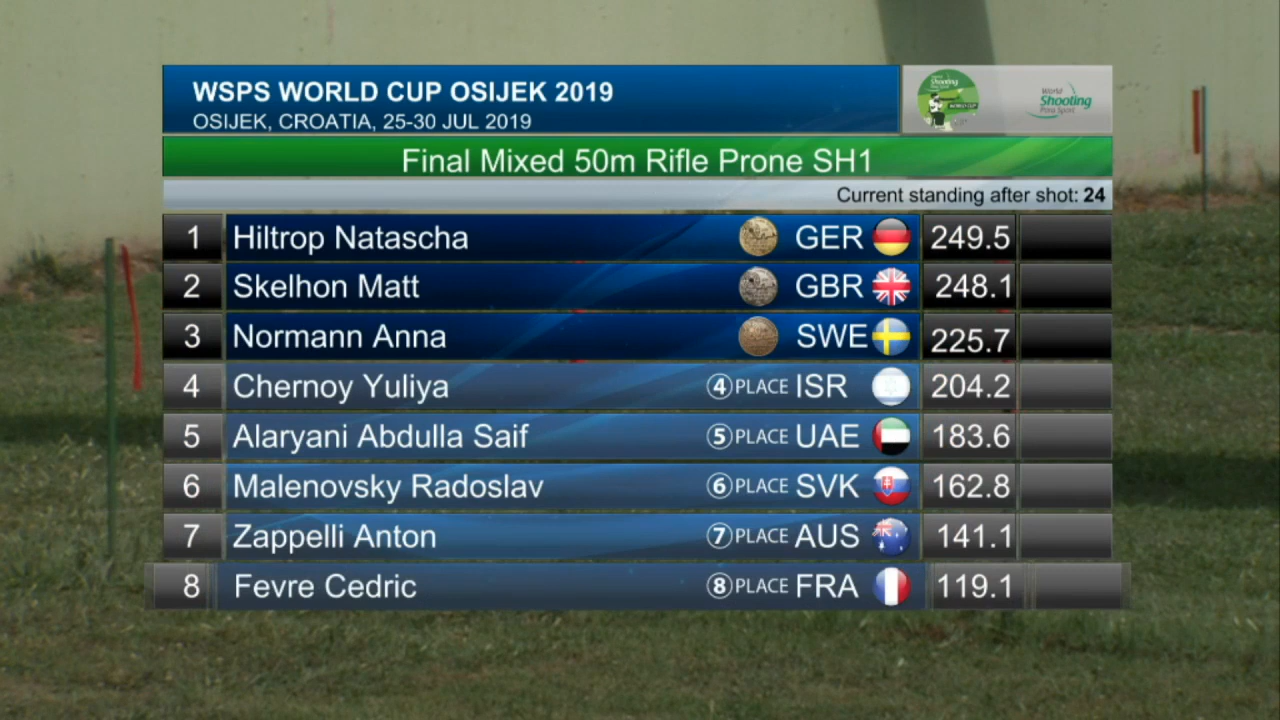 WSPS WORLD CUP OSIJEK 2019
OSIJEK, CROATIA, 25-30 JUL 2019
World Shooting Para Sport
WORLD CUP
Final Mixed 50m Rifle Prone SH1
Current standing after shot: 24
1 Hiltrop Natascha GER 249.5
2 Skelhon Matt GBR 248.1
3 Normann Anna SWE 225.7
4 Chernoy Yuliya 4 PLACE ISR 204.2
5 Alaryani Abdulla Saif 5 PLACE UAE 183.6
6 Malenovsky Radoslav 6 PLACE SVK 162.8
7 Zappelli Anton 7 PLACE AUS 141.1
8 Fevre Cedric 8 PLACE FRA 119.1